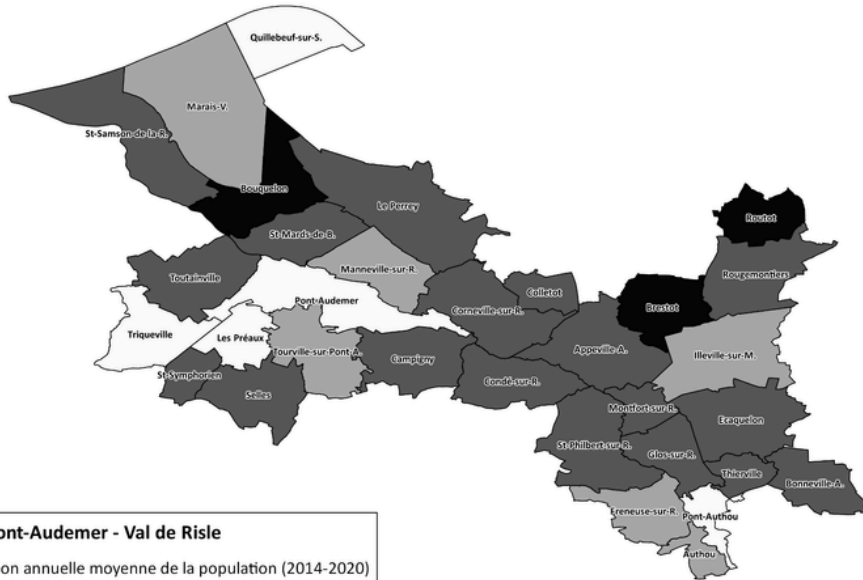 Quillebeuf-sur-S.
Marais-V.
St-Samson-de-la-R.
Bouquelon
Le Perrey
Routot
St-Mards-de-B.
Manneville-sur-R.
Rougemontiers
Toutainville
Colletot
Pont-Audemer
Brestot
Corneville-sur-R.
Triqueville
Les Préaux
Tourville-sur-Pont-A.
Appeville-A.
Illeville-sur-M.
Campigny
St-Symphorien
Condé-sur-R.
Selles
Montfort-sur-R.
Ecaquelon
St-Philbert-sur-R.
Glos-sur-R.
Thierville
Bonneville-A.
Freneuse-sur-R.
Pont-Authou
Authou
ont-Audemer - Val de Risle
on annuelle moyenne de la population (2014-2020)